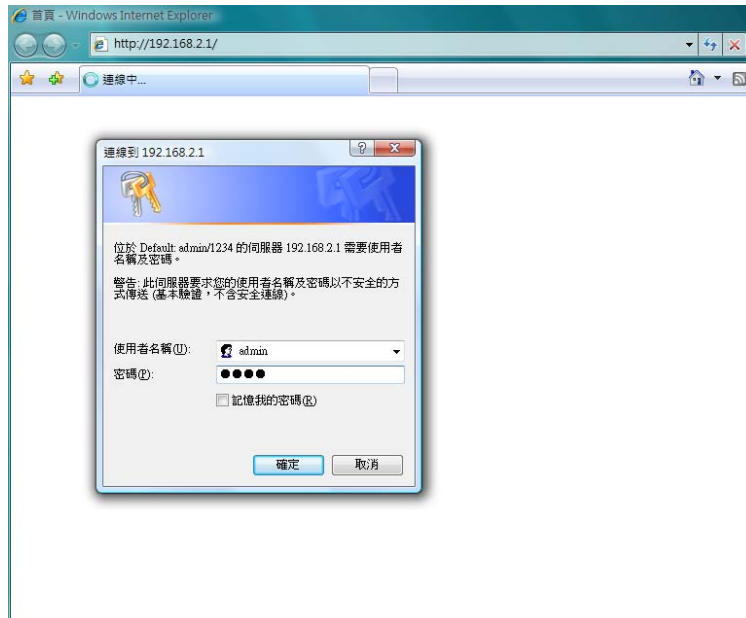 首頁 - Windows Internet Explorer
http://192.168.2.1/
連線中...
連線到 192.168.2.1
位於 Default: admin/1234 的伺服器 192.168.2.1 需要使用者
名稱及密碼。
警告: 此伺服器要求您的使用者名稱及密碼以不安全的方
式傳送 (基本驗證，不含安全連線)。
使用者名稱(U):
admin
密碼(P):
●●●●
記憶我的密碼(R)
確定
取消